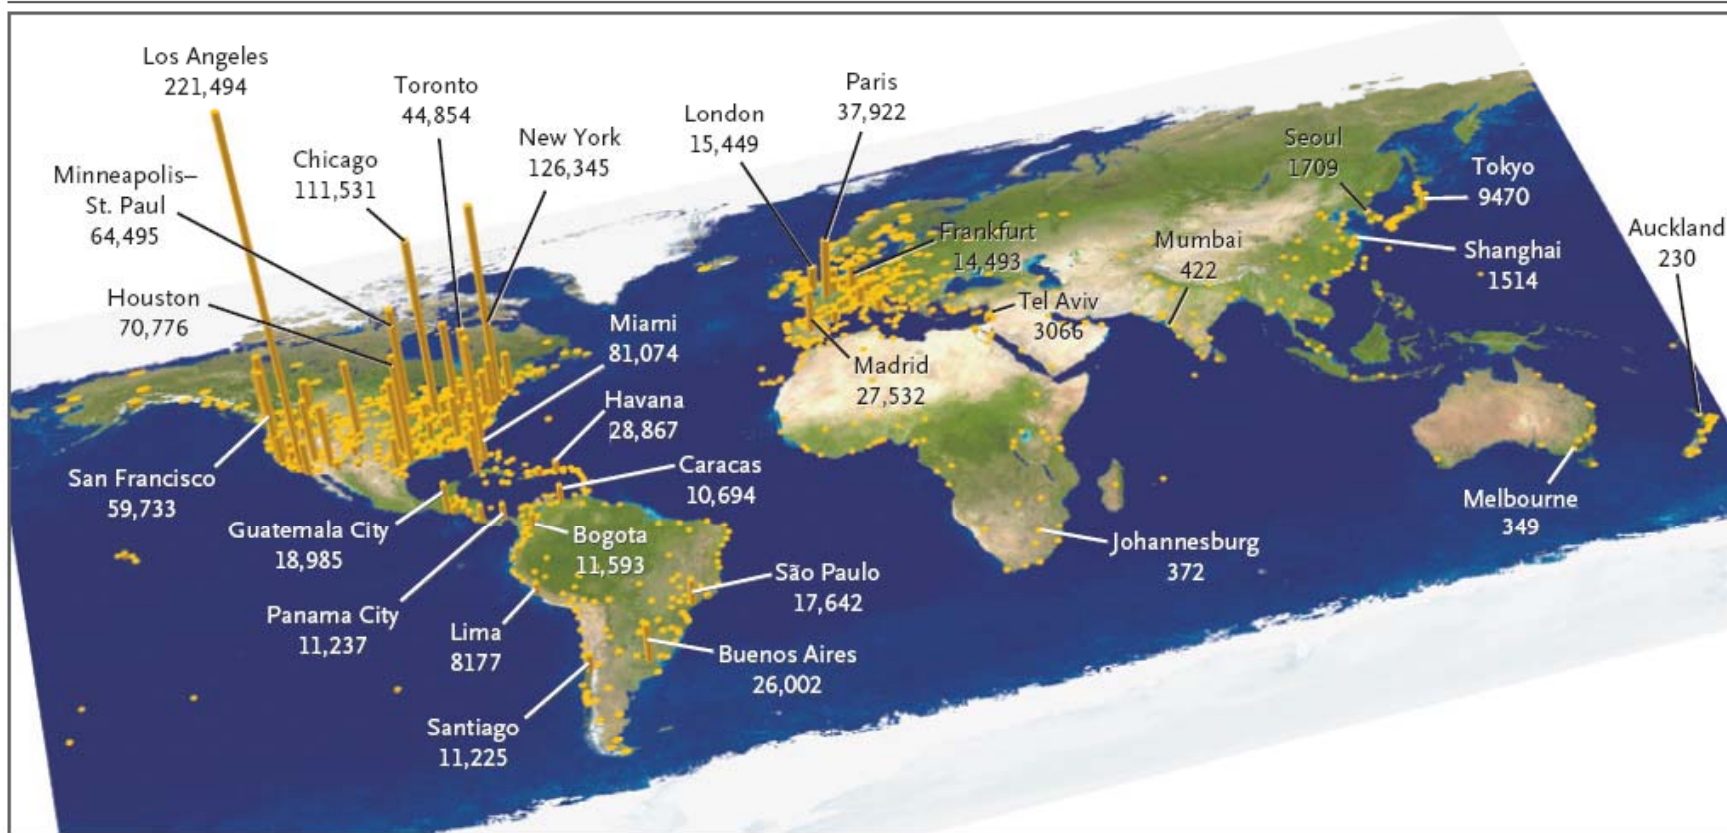 Los Angeles
221,494
Toronto
44,854
Paris
37,922
London
15,449
New York
126,345
Chicago
111,531
Minneapolis–
St. Paul
64,495
Houston
70,776
Miami
81,074
Havana
28,867
San Francisco
59,733
Guatemala City
18,985
Caracas
10,694
Bogota
11,593
Panama City
11,237
Lima
8177
São Paulo
17,642
Buenos Aires
26,002
Santiago
11,225
Frankfurt
14,493
Tel Aviv
3066
Madrid
27,532
Mumbai
422
Seoul
1709
Tokyo
9470
Shanghai
1514
Auckland
230
Melbourne
349
Johannesburg
372